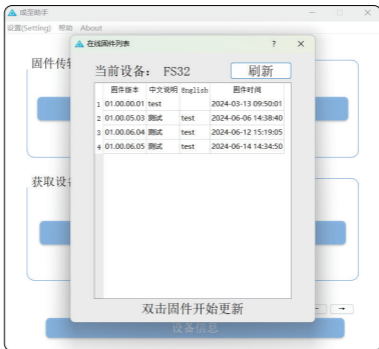 成至助手
设置(Setting) 帮助 About
在线固件列表
固件传
当前设备： FS32 刷新
固件版本 中文说明 English 固件时间
1 01.00.00.01 test 2024-03-13 09:50:01
2 01.00.05.03 测试 test 2024-06-06 14:38:40
3 01.00.06.04 测试 test 2024-06-12 15:19:05
4 01.00.06.05 测试 test 2024-06-14 14:34:50
获取设
双击固件开始更新
设备信息